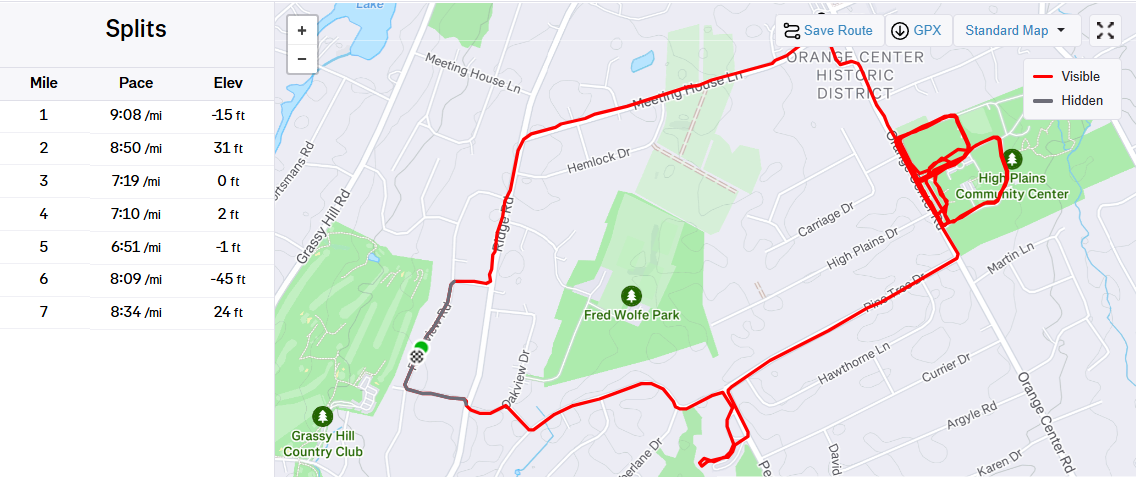 Splits
Mile Pace Elev
1 9:08 /mi -15 ft
2 8:50 /mi 31 ft
3 7:19 /mi 0 ft
4 7:10 /mi 2 ft
5 6:51 /mi -1 ft
6 8:09 /mi -45 ft
7 8:34 /mi 24 ft
+
−
Save Route
GPX
Standard Map
Visible
Hidden
Lake
Meeting House Ln
ORANGE CENTER
HISTORIC
DISTRICT
Meeting House Ln
Hemlock Dr
ortsmans Rd
Grassy Hill Rd
Ridge Rd
Orange Center Rd
High Plains
Community Center
Carriage Dr
High Plains Dr
Martin Ln
Pine Tree Dr
Fred Wolfe Park
view Rd
Oakview Dr
Hawthorne Ln
Currier Dr
Argyle Rd
Orange Center Rd
Grassy Hill
Country Club
berlane Dr
Pe
David
Karen Dr